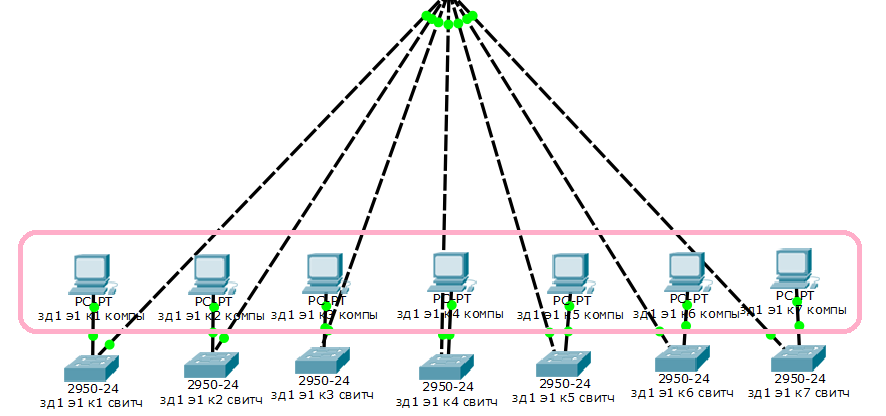 PC-PT
зд1 э1 к1 компы
PC-PT
зд1 э1 к2 компы
PC-PT
зд1 э1 к3 компы
PC-PT
зд1 э1 к4 компы
PC-PT
зд1 э1 к5 компы
PC-PT
зд1 э1 к6 компы
PC-PT
зд1 э1 к7 компы
2950-24
зд1 э1 к1 свитч
2950-24
зд1 э1 к2 свитч
2950-24
зд1 э1 к3 свитч
2950-24
зд1 э1 к4 свитч
2950-24
зд1 э1 к5 свитч
2950-24
зд1 э1 к6 свитч
2950-24
зд1 э1 к7 свитч